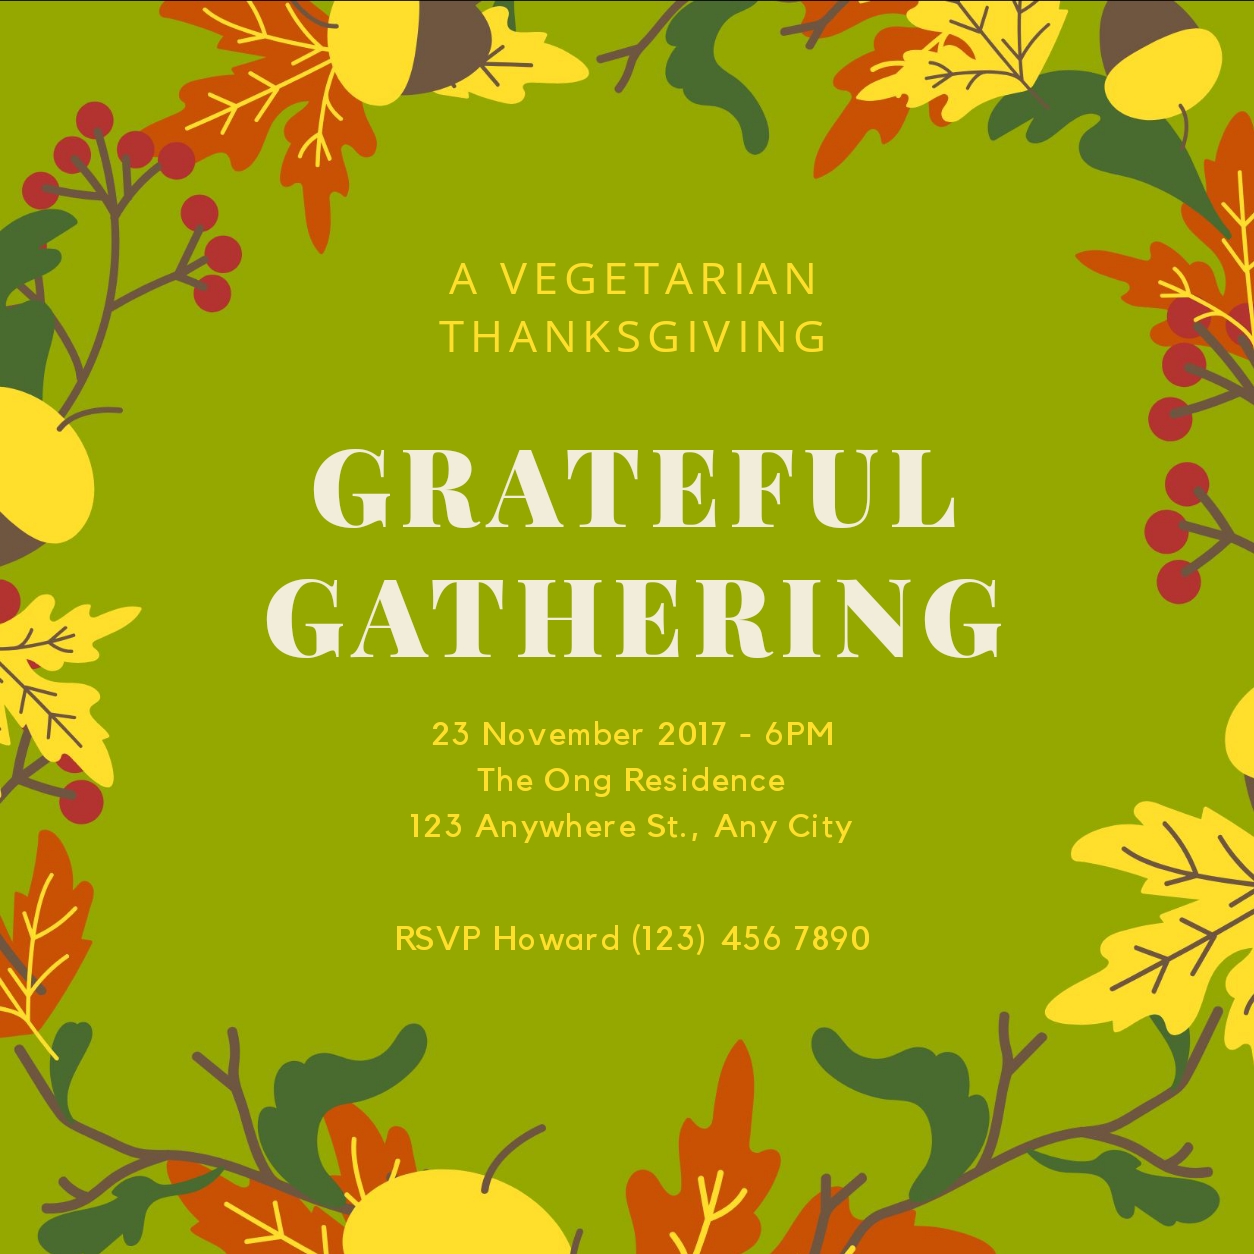 A VEGETARIAN
THANKSGIVING
GRATEFUL
GATHERING
23 November 2017 - 6PM
The Ong Residence
123 Anywhere St., Any City
RSVP Howard (123) 456 7890